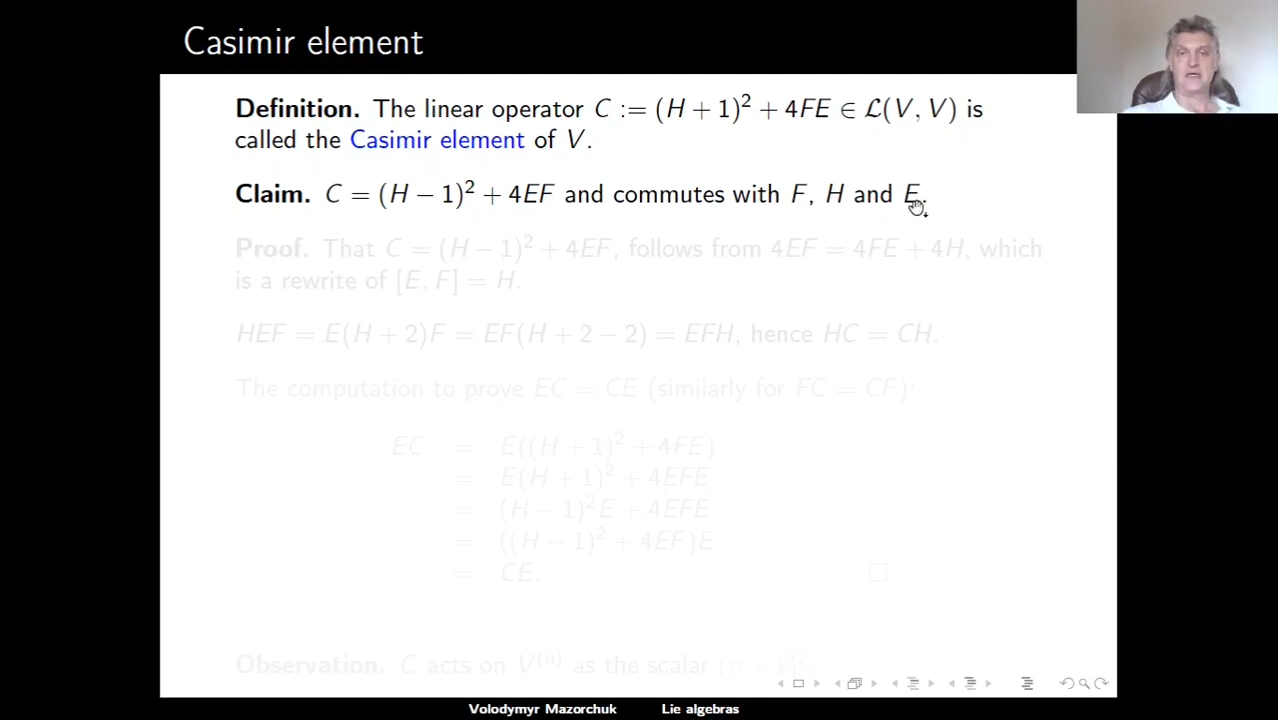 Casimir element
Definition. The linear operator C := (H + 1)² + 4FE ∈ ℒ(V, V) is
called the Casimir element of V.
Claim. C = (H − 1)² + 4EF and commutes with F, H and E.
Proof. That C = (H − 1)² + 4EF, follows from 4EF = 4FE + 4H, which
is a rewrite of [E, F] = H.
HEF = E(H + 2)F = EF(H + 2 − 2) = EFH, hence HC = CH.
The computation to prove EC = CE (similarly for FC = CF):
EC = E((H + 1)² + 4FE)
= E(H + 1)² + 4EFE
= (H − 1)²E + 4EFE
= ((H − 1)² + 4EF)E
= CE. □
Observation. C acts on V⁽ⁿ⁾ as the scalar (n + 1)².
Volodymyr Mazorchuk Lie algebras